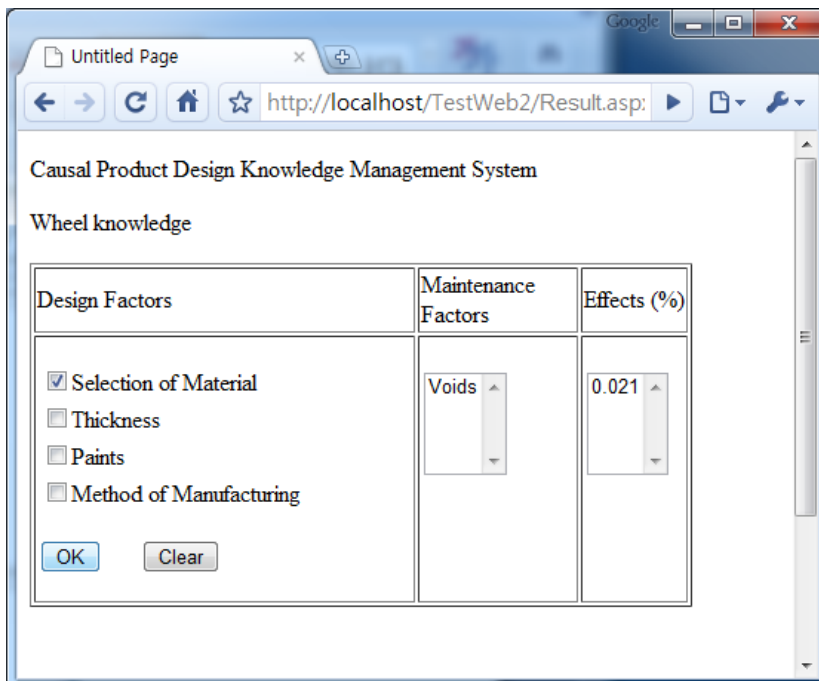 Google
Untitled Page
http://localhost/TestWeb2/Result.asp
Causal Product Design Knowledge Management System
Wheel knowledge
Design Factors
Maintenance
Factors
Effects (%)
Selection of Material
Thickness
Paints
Method of Manufacturing
Voids
0.021
OK
Clear